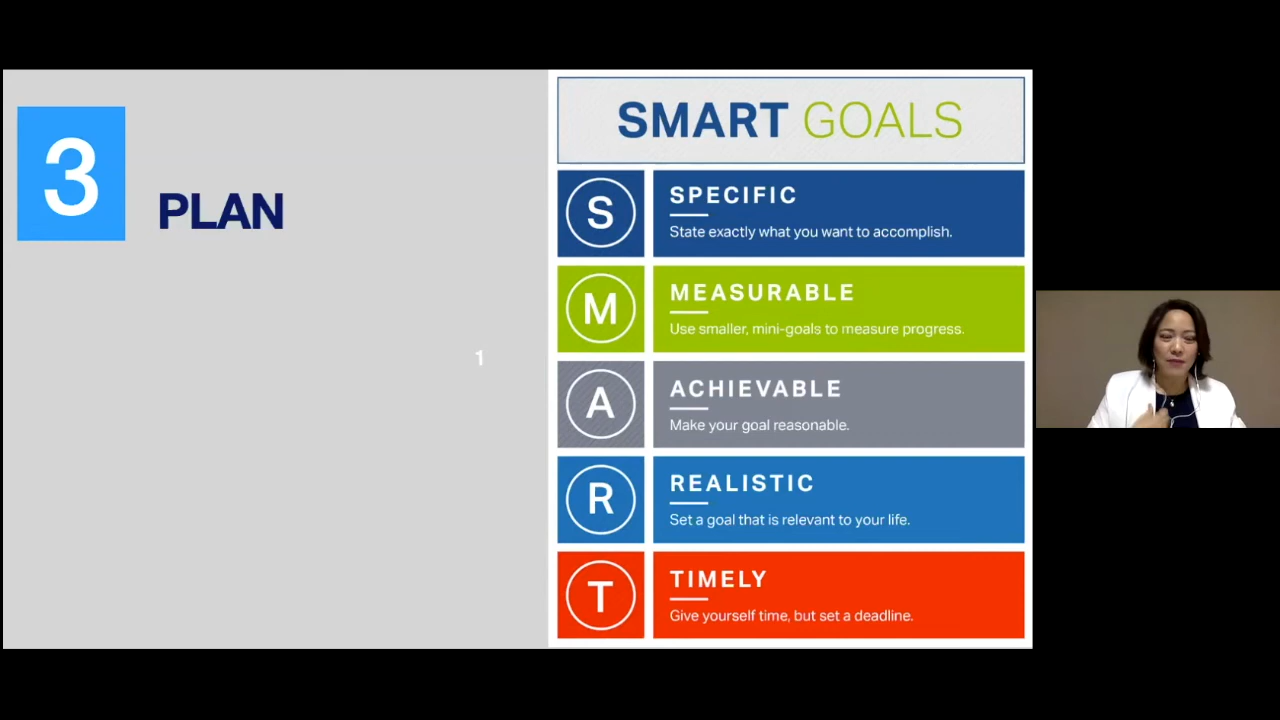 3
PLAN
1
SMART GOALS
S
SPECIFIC
State exactly what you want to accomplish.
M
MEASURABLE
Use smaller, mini-goals to measure progress.
A
ACHIEVABLE
Make your goal reasonable.
R
REALISTIC
Set a goal that is relevant to your life.
T
TIMELY
Give yourself time, but set a deadline.